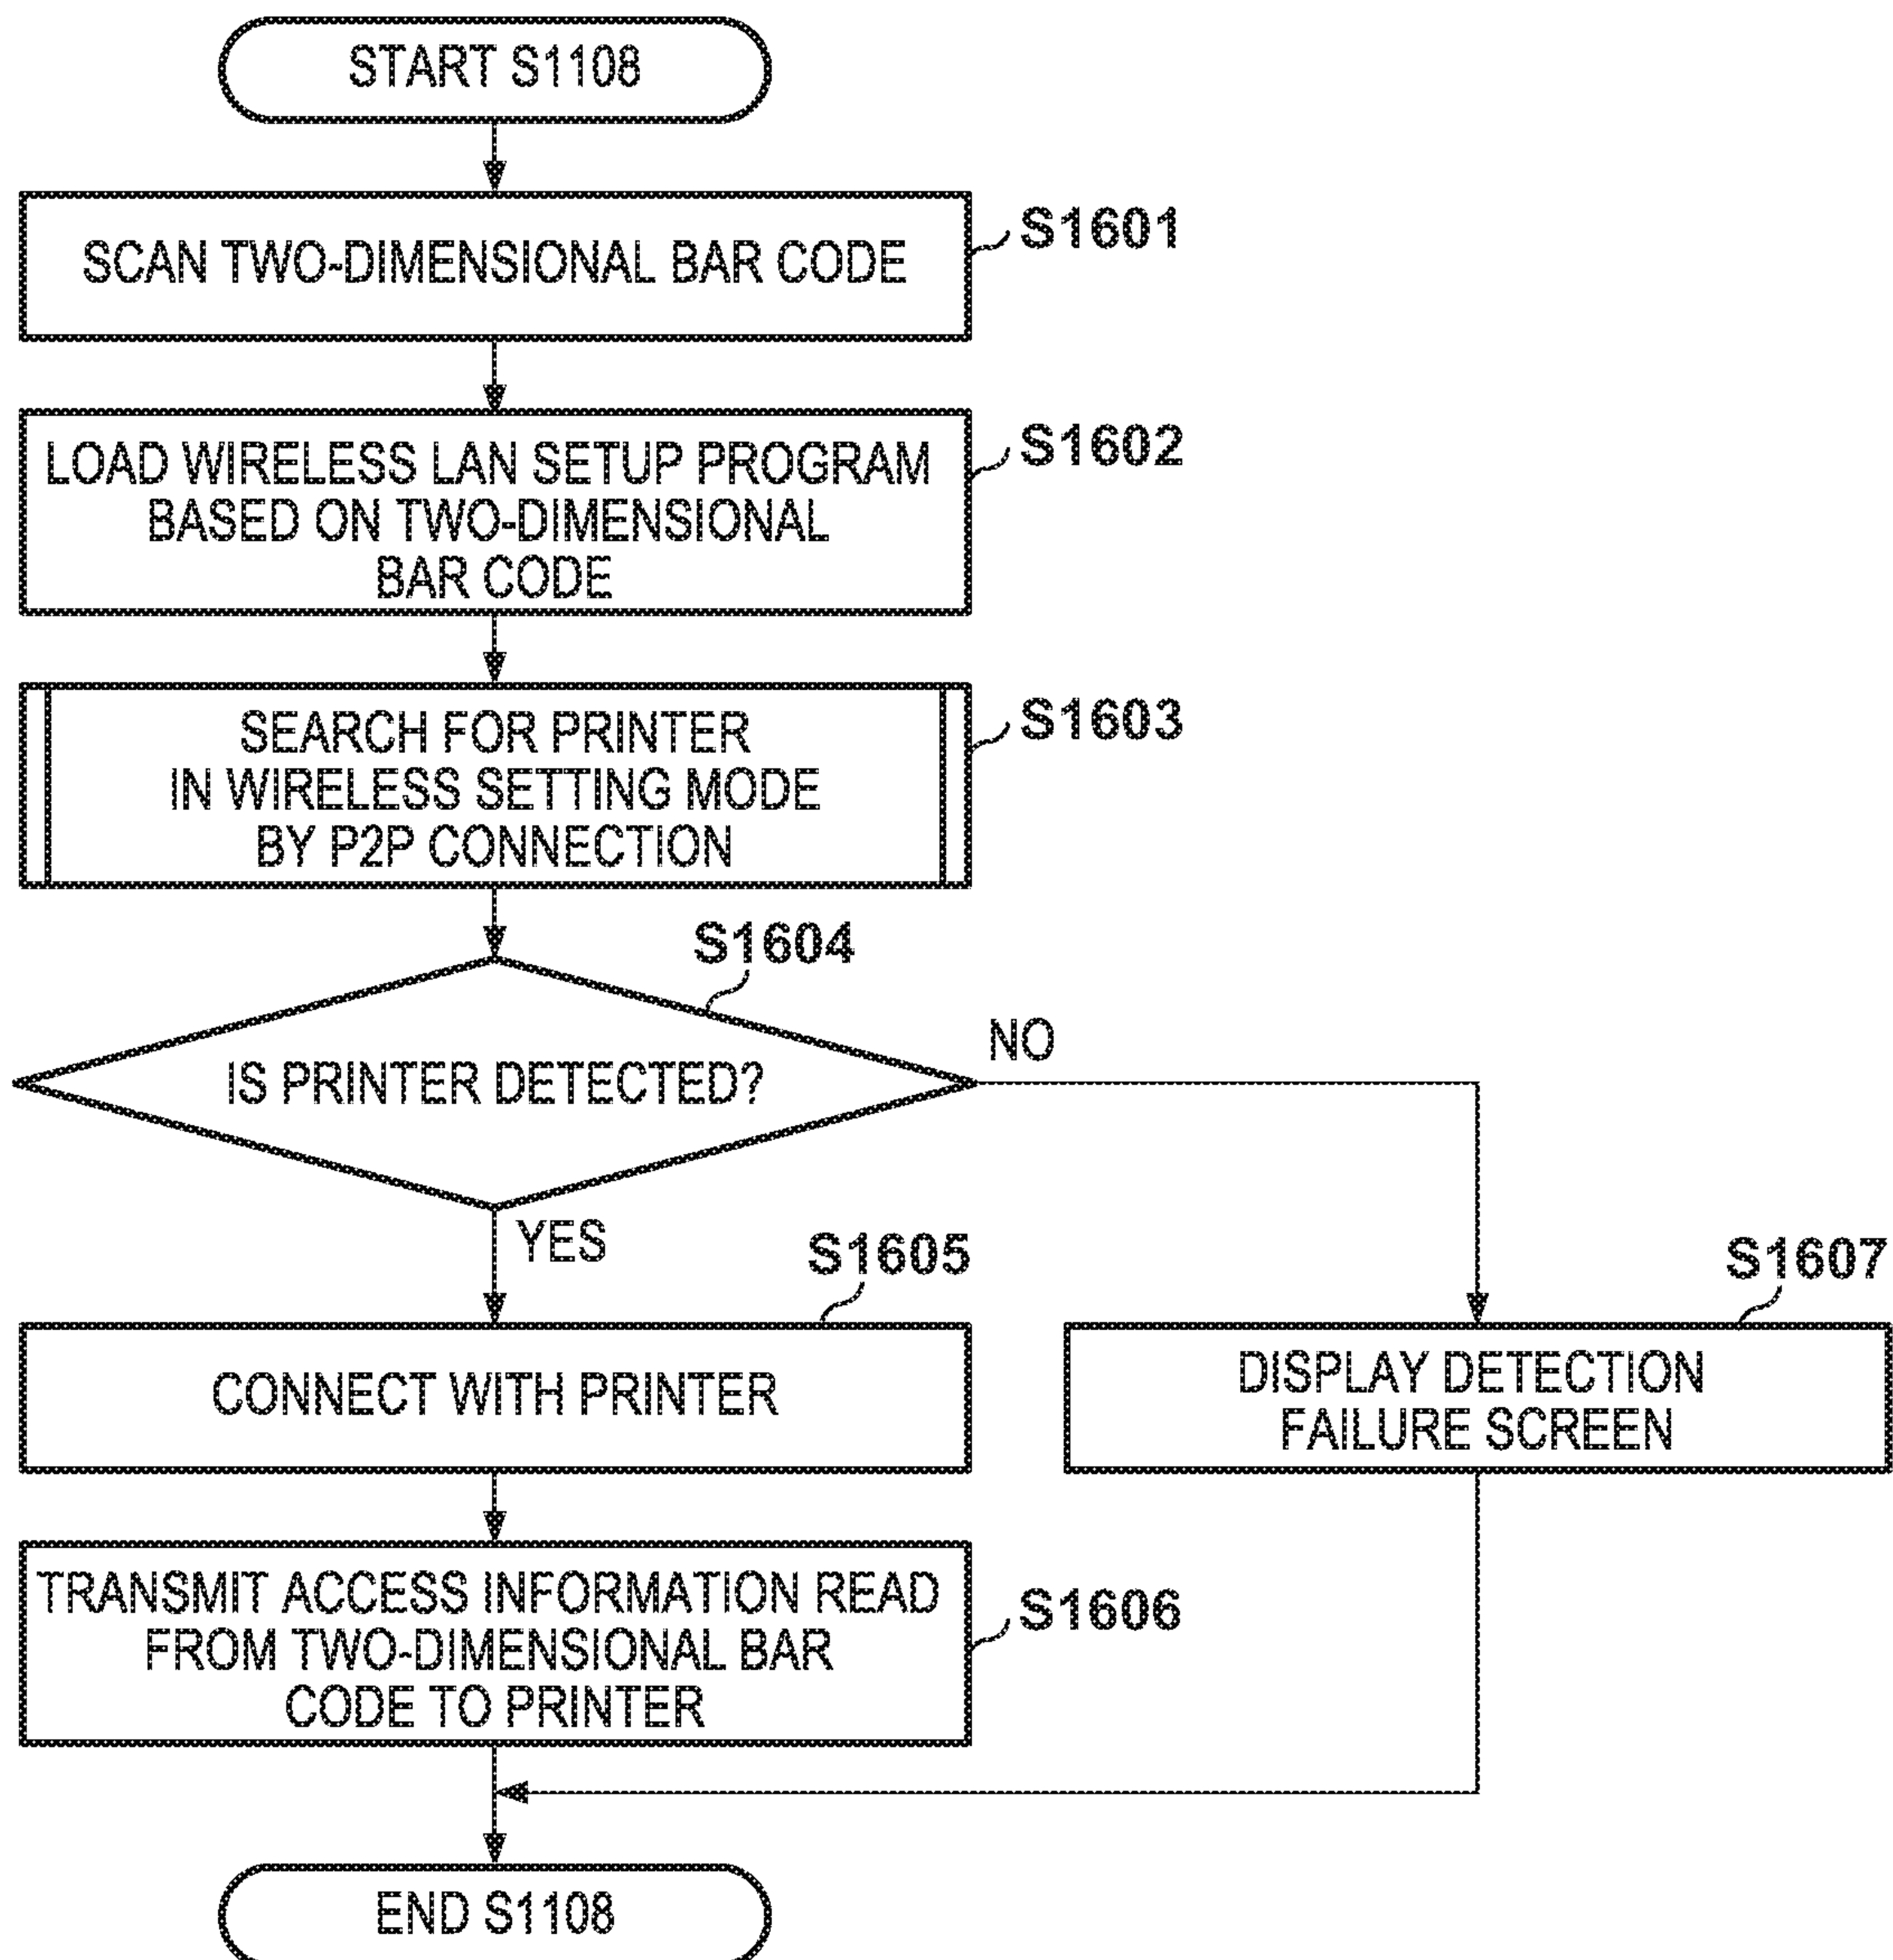 START S1108
SCAN TWO-DIMENSIONAL BAR CODE
S1601
LOAD WIRELESS LAN SETUP PROGRAM
BASED ON TWO-DIMENSIONAL
BAR CODE
S1602
SEARCH FOR PRINTER
IN WIRELESS SETTING MODE
BY P2P CONNECTION
S1603
S1604
IS PRINTER DETECTED?
NO
YES
S1605
CONNECT WITH PRINTER
S1607
DISPLAY DETECTION
FAILURE SCREEN
TRANSMIT ACCESS INFORMATION READ
FROM TWO-DIMENSIONAL BAR
CODE TO PRINTER
S1606
END S1108